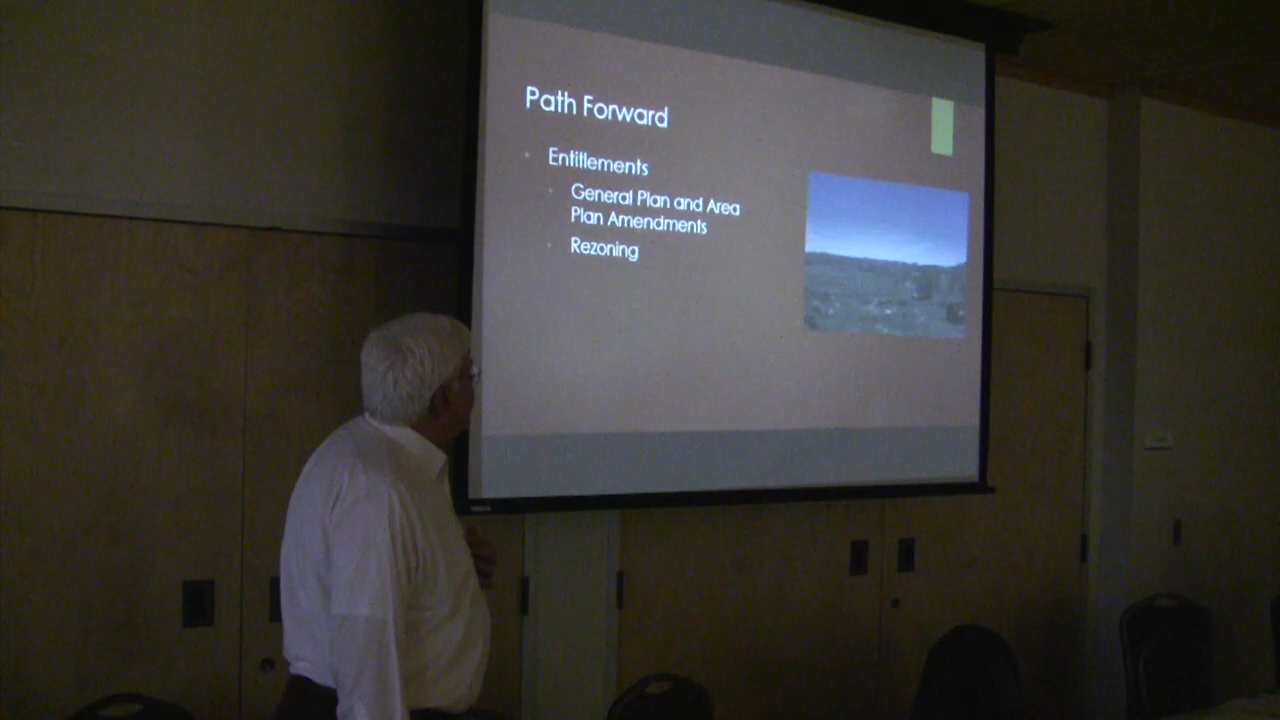 Path Forward
Entitlements
General Plan and Area
Plan Amendments
Rezoning